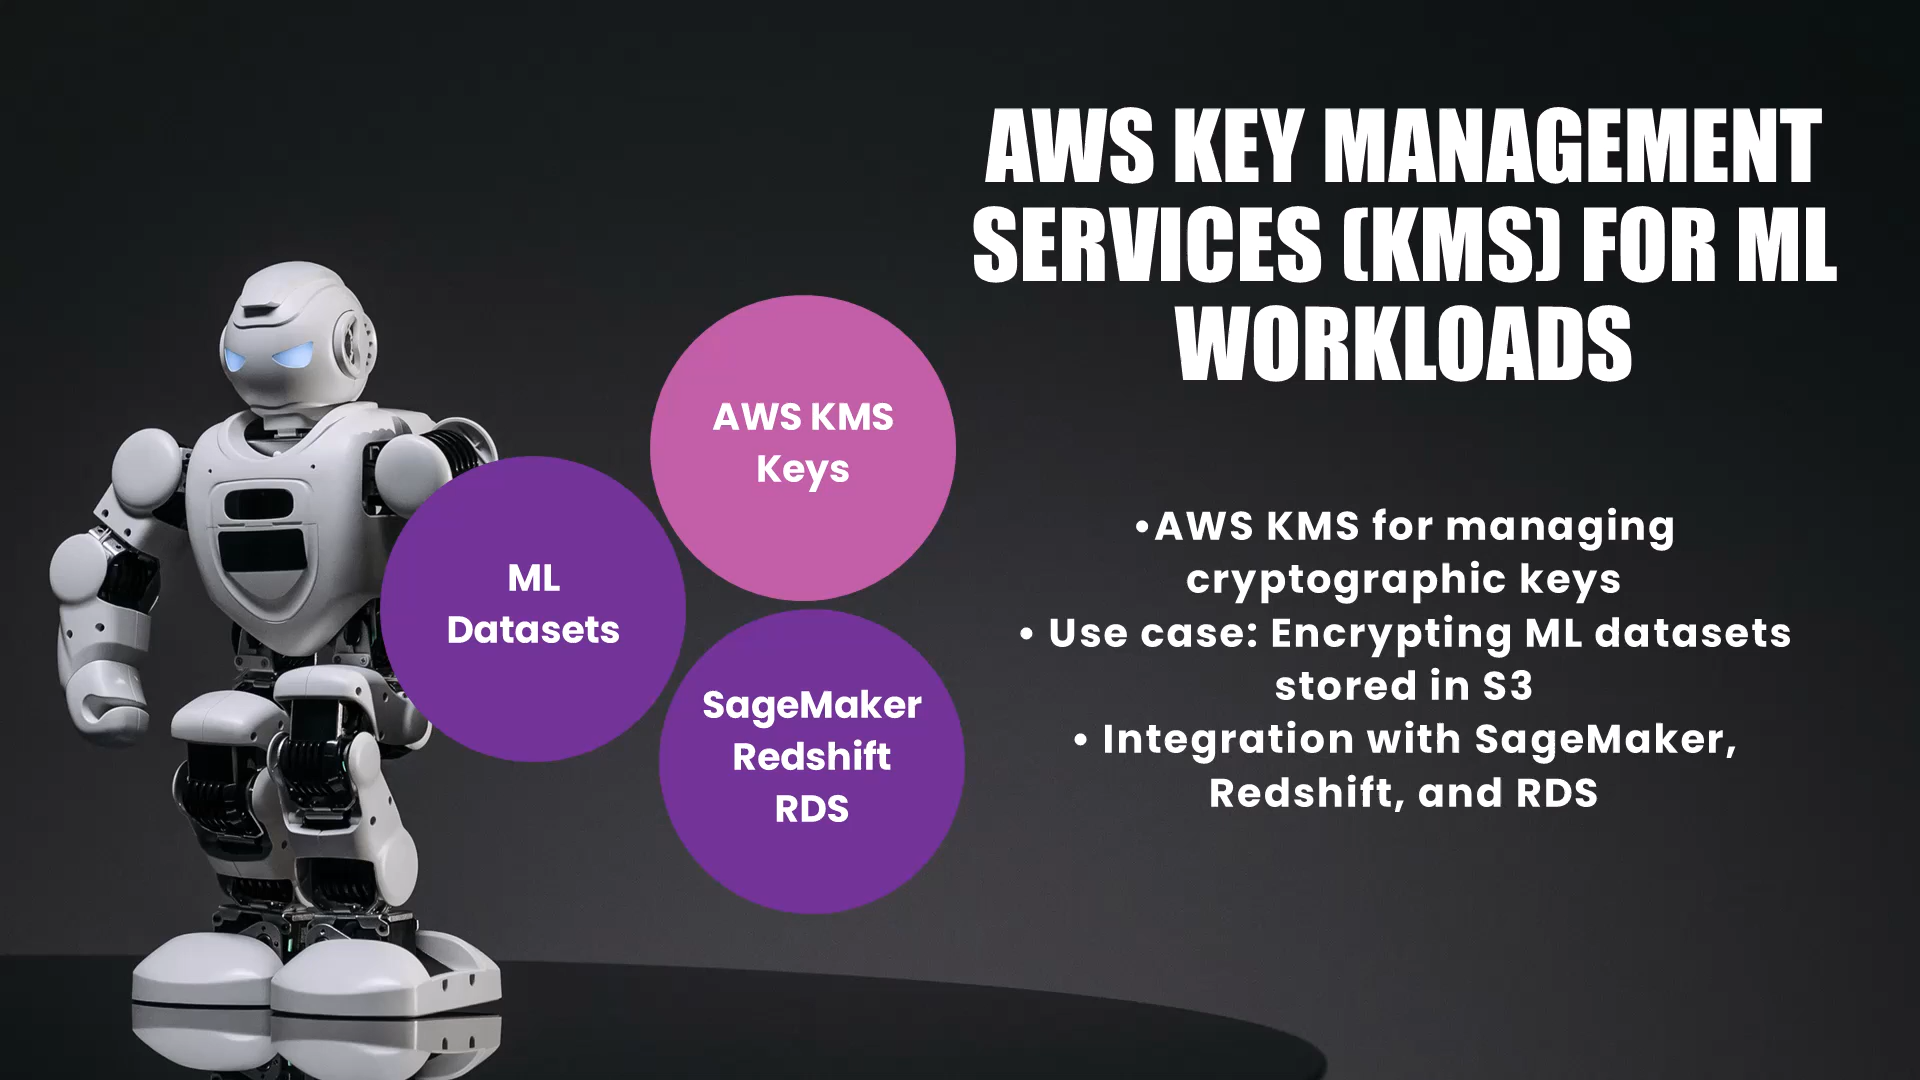 AWS KEY MANAGEMENT
SERVICES (KMS) FOR ML
WORKLOADS
AWS KMS
Keys
ML
Datasets
SageMaker
Redshift
RDS
•AWS KMS for managing
cryptographic keys
• Use case: Encrypting ML datasets
stored in S3
• Integration with SageMaker,
Redshift, and RDS